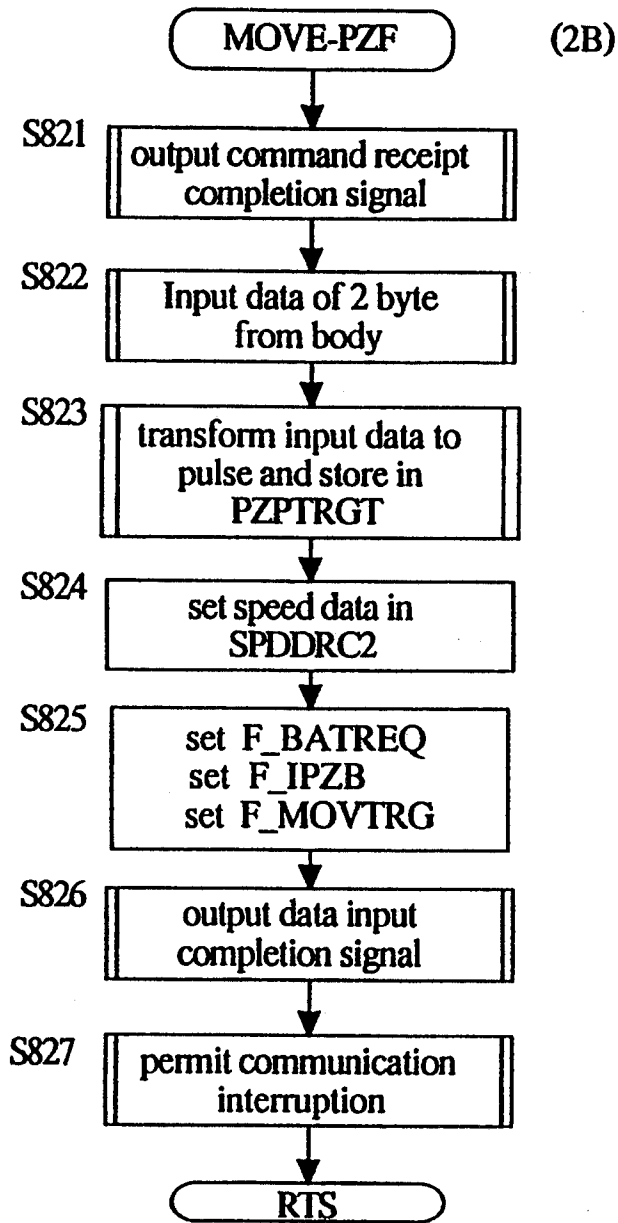 MOVE-PZF (2B)
S821
output command receipt
completion signal
S822
Input data of 2 byte
from body
S823
transform input data to
pulse and store in
PZPTRGT
S824
set speed data in
SPDDRC2
S825
set F_BATREQ
set F_IPZB
set F_MOVTRG
S826
output data input
completion signal
S827
permit communication
interruption
RTS